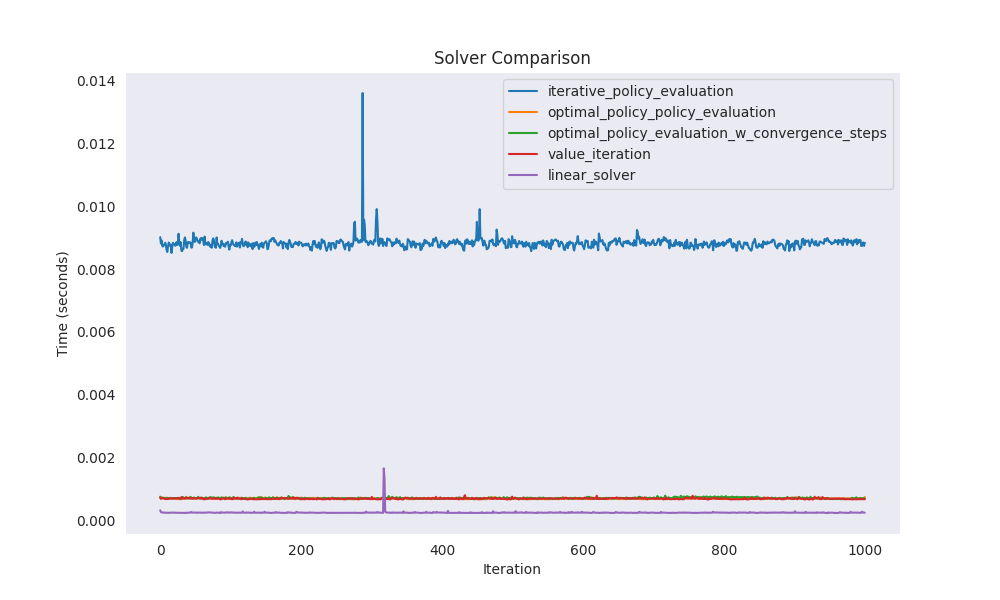 Solver Comparison
iterative_policy_evaluation
optimal_policy_policy_evaluation
optimal_policy_evaluation_w_convergence_steps
value_iteration
linear_solver
Time (seconds)
0.014
0.012
0.010
0.008
0.006
0.004
0.002
0.000
0 200 400 600 800 1000
Iteration